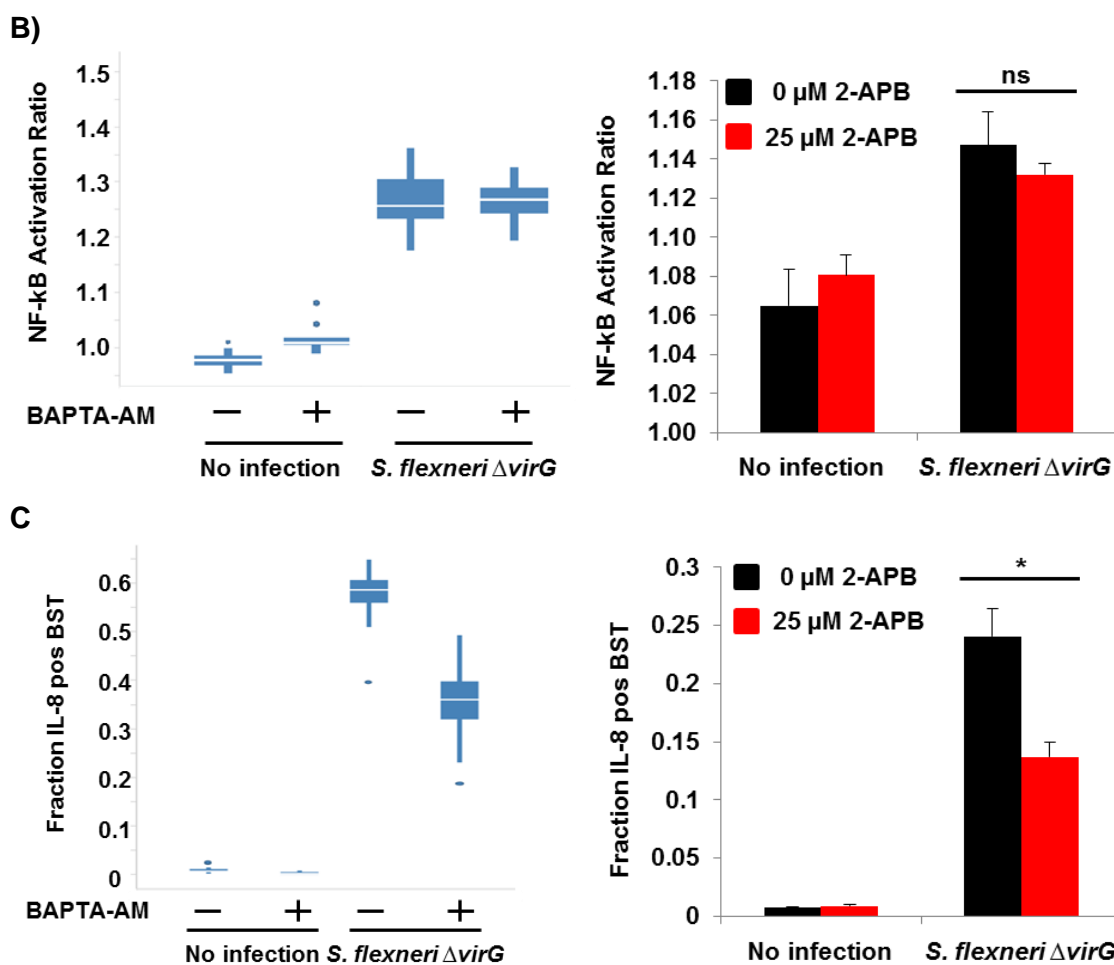 B)
NF-kB Activation Ratio
1.5
1.4
1.3
1.2
1.1
1.0
BAPTA-AM − + − +
No infection S. flexneri ΔvirG
NF-kB Activation Ratio
1.18
1.16
1.14
1.12
1.10
1.08
1.06
1.04
1.02
1.00
0 µM 2-APB
25 µM 2-APB
ns
No infection S. flexneri ΔvirG
C
Fraction IL-8 pos BST
0.6
0.5
0.4
0.3
0.2
0.1
0
BAPTA-AM − + − +
No infection S. flexneri ΔvirG
Fraction IL-8 pos BST
0.3
0.25
0.2
0.15
0.1
0.05
0
0 µM 2-APB
25 µM 2-APB
*
No infection S. flexneri ΔvirG